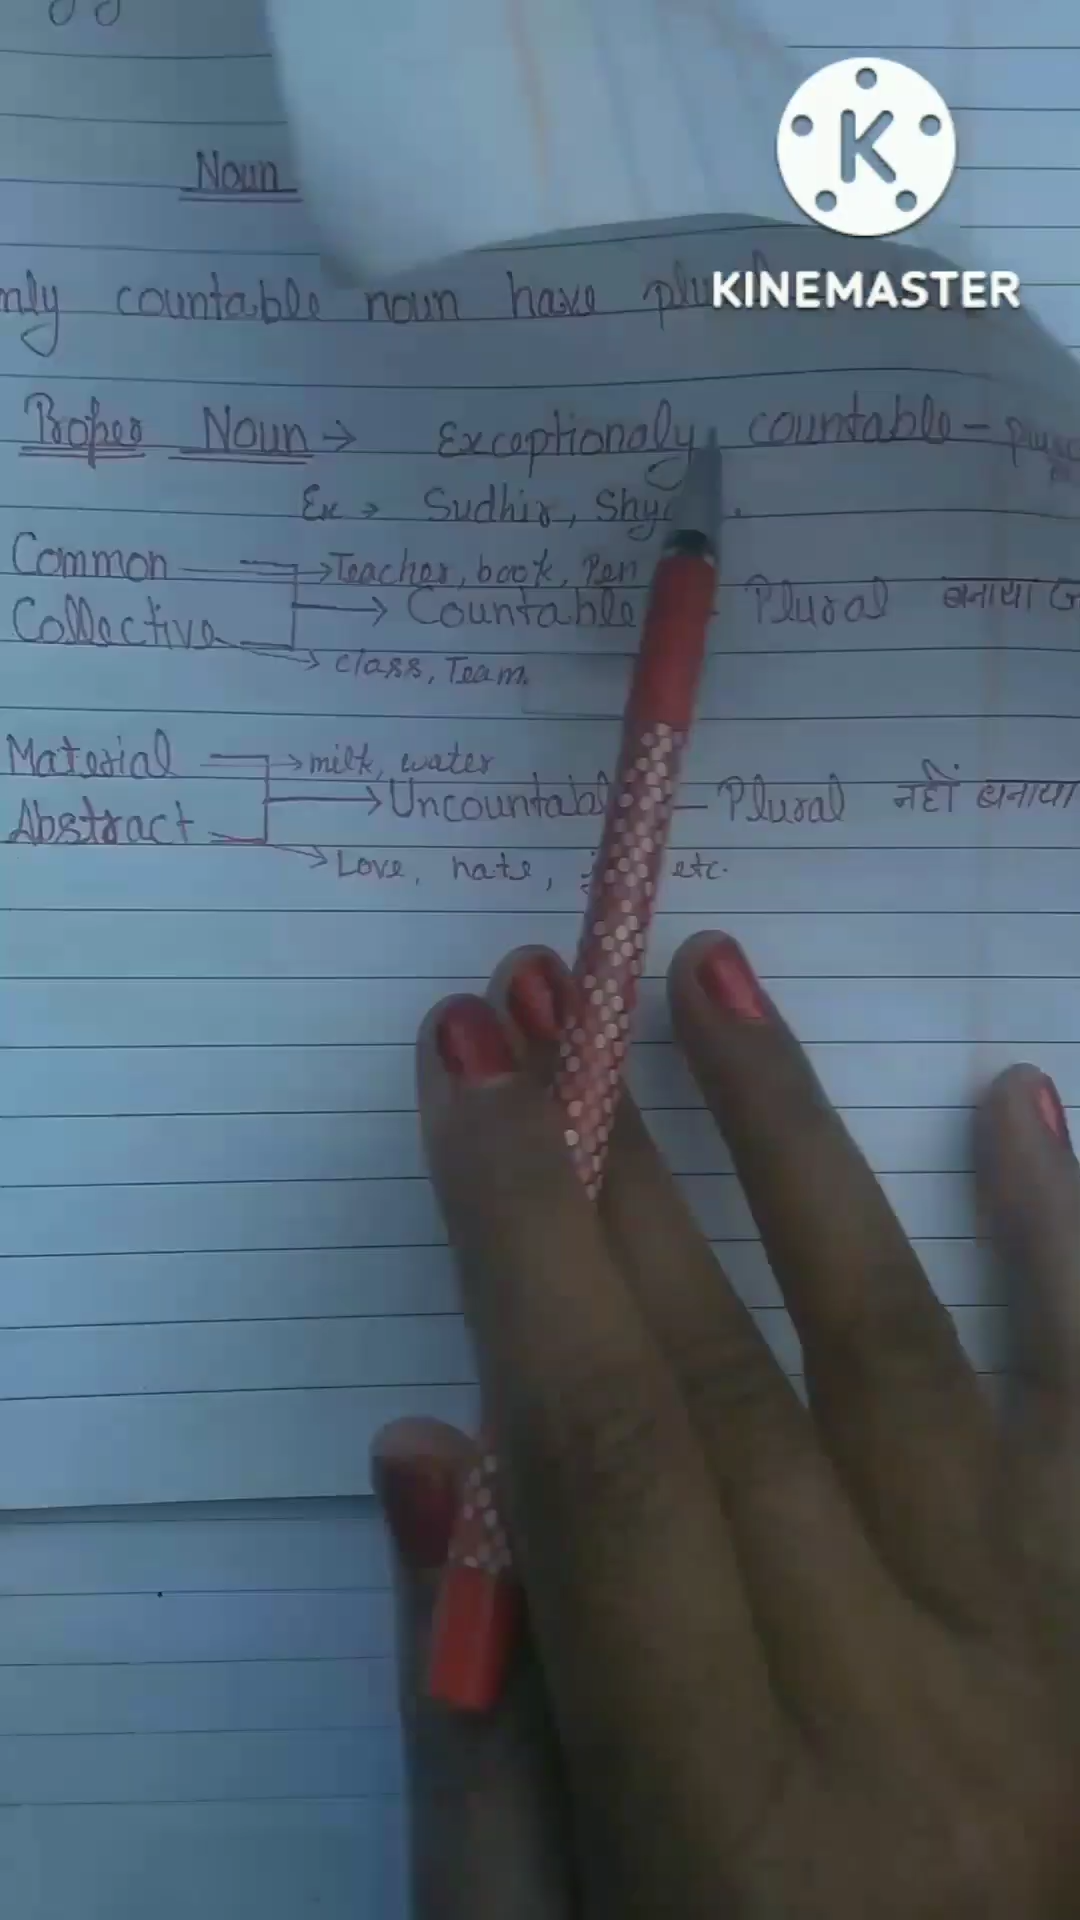 Noun
countable noun have
KINEMASTER
Proper Noun → Exceptionaly countable -
Ex → Sudhir,
Common → Teacher, book, Pen
→ Countable - Plural बनाया
Collective → class, Team
Material → milk, water
→ - Plural नहीं बनाया
Abstract → Love, hate, etc.